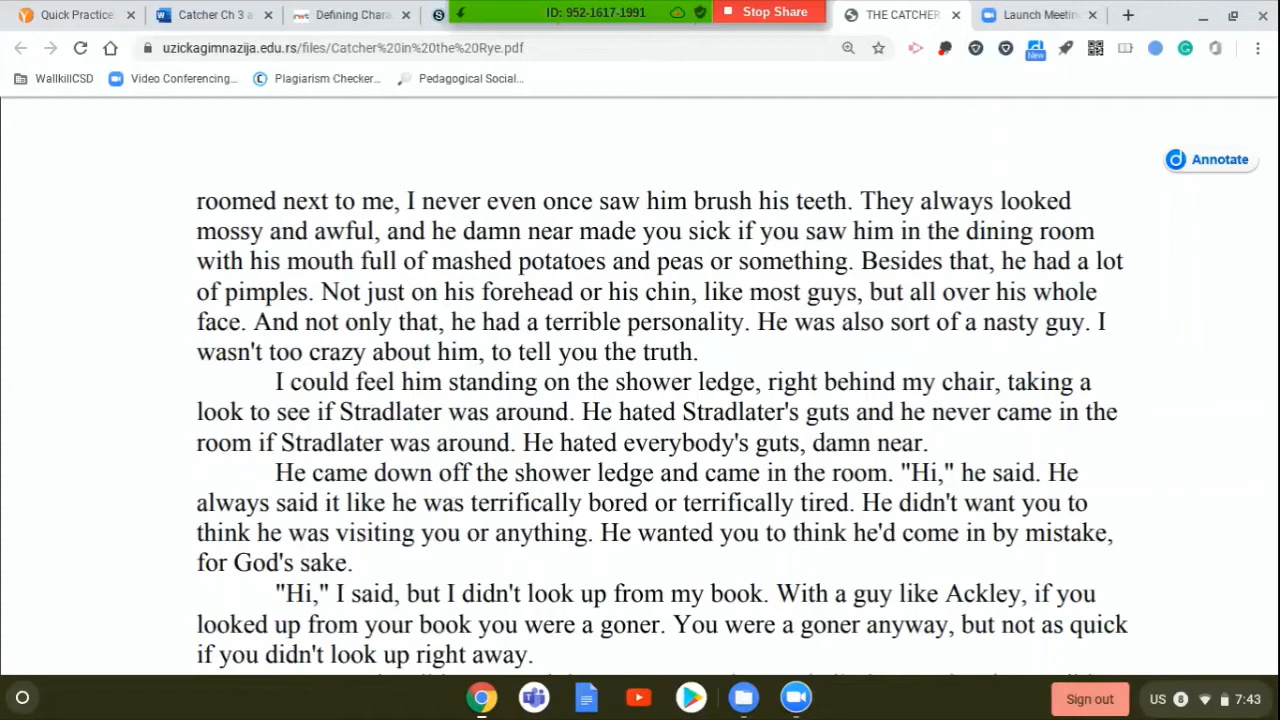 Quick Practice
Catcher Ch 3 a
Defining Chara
ID: 952-1617-1991
Stop Share
THE CATCHER
Launch Meetin
uzickagimnazija.edu.rs/files/Catcher%20in%20the%20Rye.pdf
New
WallkillCSD
Video Conferencing...
Plagiarism Checker...
Pedagogical Social...
Annotate
roomed next to me, I never even once saw him brush his teeth. They always looked
mossy and awful, and he damn near made you sick if you saw him in the dining room
with his mouth full of mashed potatoes and peas or something. Besides that, he had a lot
of pimples. Not just on his forehead or his chin, like most guys, but all over his whole
face. And not only that, he had a terrible personality. He was also sort of a nasty guy. I
wasn't too crazy about him, to tell you the truth.
I could feel him standing on the shower ledge, right behind my chair, taking a
look to see if Stradlater was around. He hated Stradlater's guts and he never came in the
room if Stradlater was around. He hated everybody's guts, damn near.
He came down off the shower ledge and came in the room. "Hi," he said. He
always said it like he was terrifically bored or terrifically tired. He didn't want you to
think he was visiting you or anything. He wanted you to think he'd come in by mistake,
for God's sake.
"Hi," I said, but I didn't look up from my book. With a guy like Ackley, if you
looked up from your book you were a goner. You were a goner anyway, but not as quick
if you didn't look up right away.
Sign out
US
8
7:43